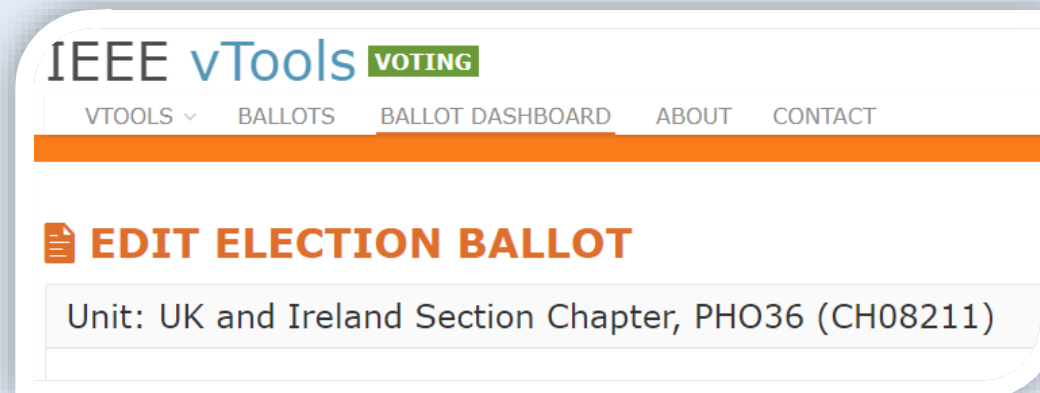 IEEE vTools VOTING
VTOOLS BALLOTS BALLOT DASHBOARD ABOUT CONTACT
EDIT ELECTION BALLOT
Unit: UK and Ireland Section Chapter, PHO36 (CH08211)